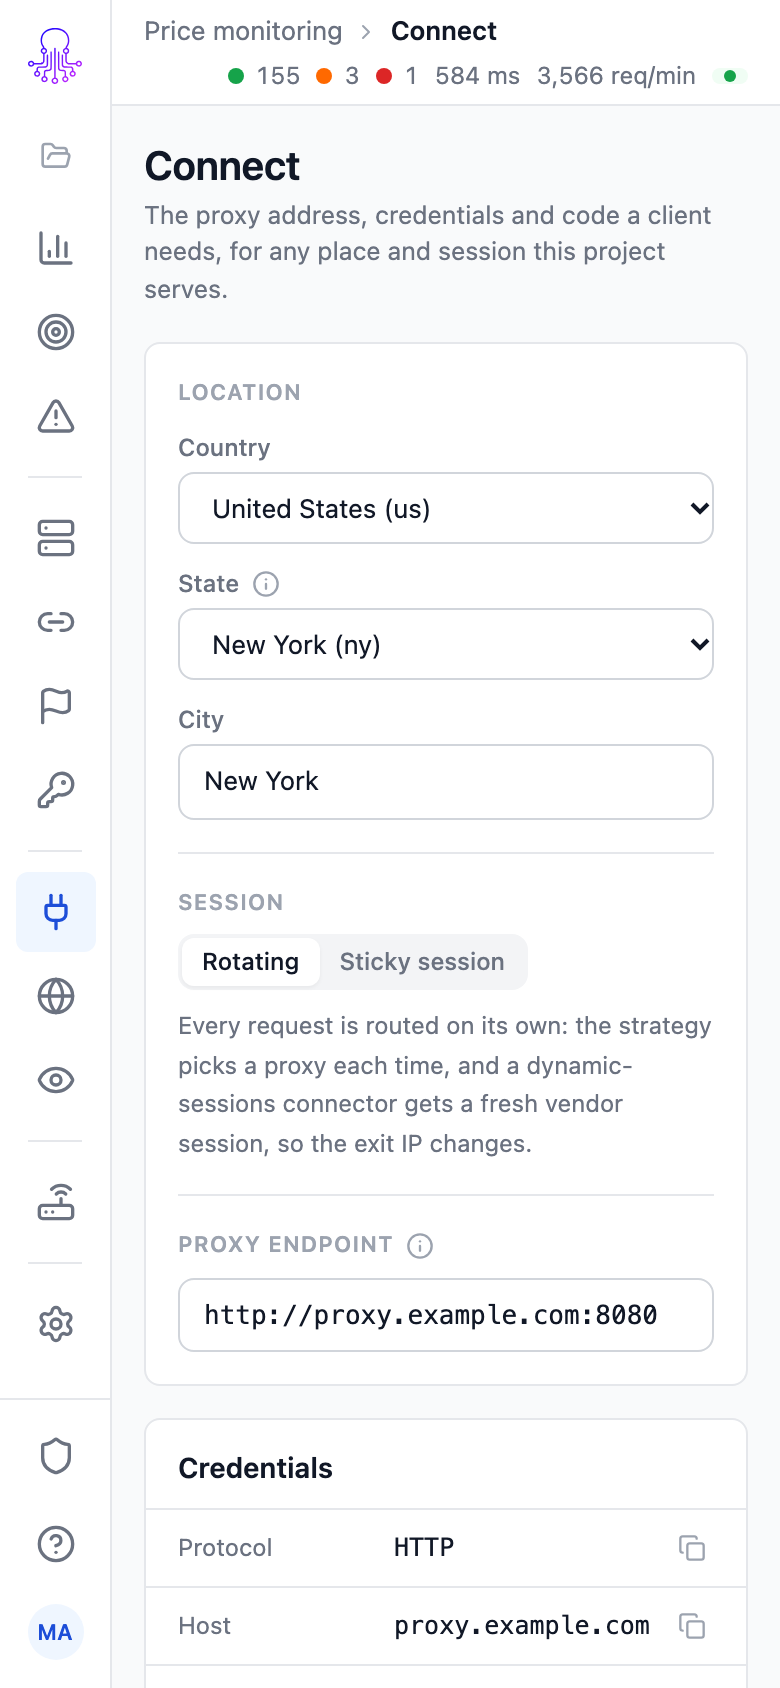 Price monitoring > Connect
155 3 1 584 ms 3,566 req/min
Connect
The proxy address, credentials and code a client
needs, for any place and session this project
serves.
LOCATION
Country
United States (us)
State
New York (ny)
City
New York
SESSION
Rotating Sticky session
Every request is routed on its own: the strategy
picks a proxy each time, and a dynamic-
sessions connector gets a fresh vendor
session, so the exit IP changes.
PROXY ENDPOINT
http://proxy.example.com:8080
Credentials
Protocol HTTP
Host proxy.example.com
MA